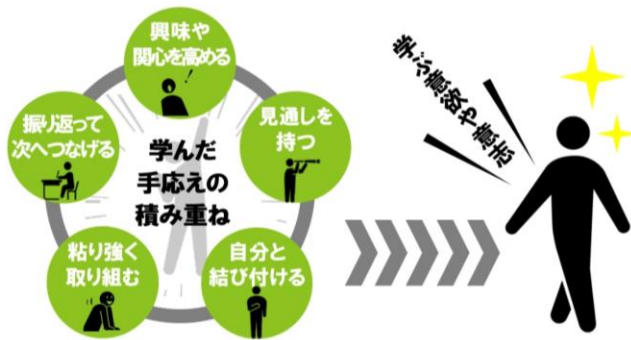 興味や
関心を高める
見通しを
持つ
自分と
結び付ける
粘り強く
取り組む
振り返って
次へつなげる
学んだ
手応えの
積み重ね
学ぶ意欲や意志